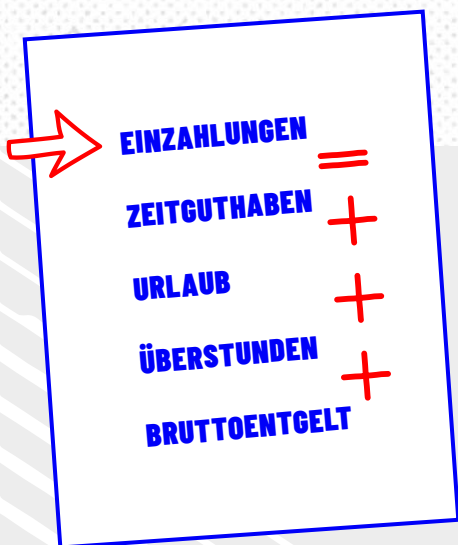 EINZAHLUNGEN
=
ZEITGUTHABEN
+
URLAUB
+
ÜBERSTUNDEN
+
BRUTTOENTGELT